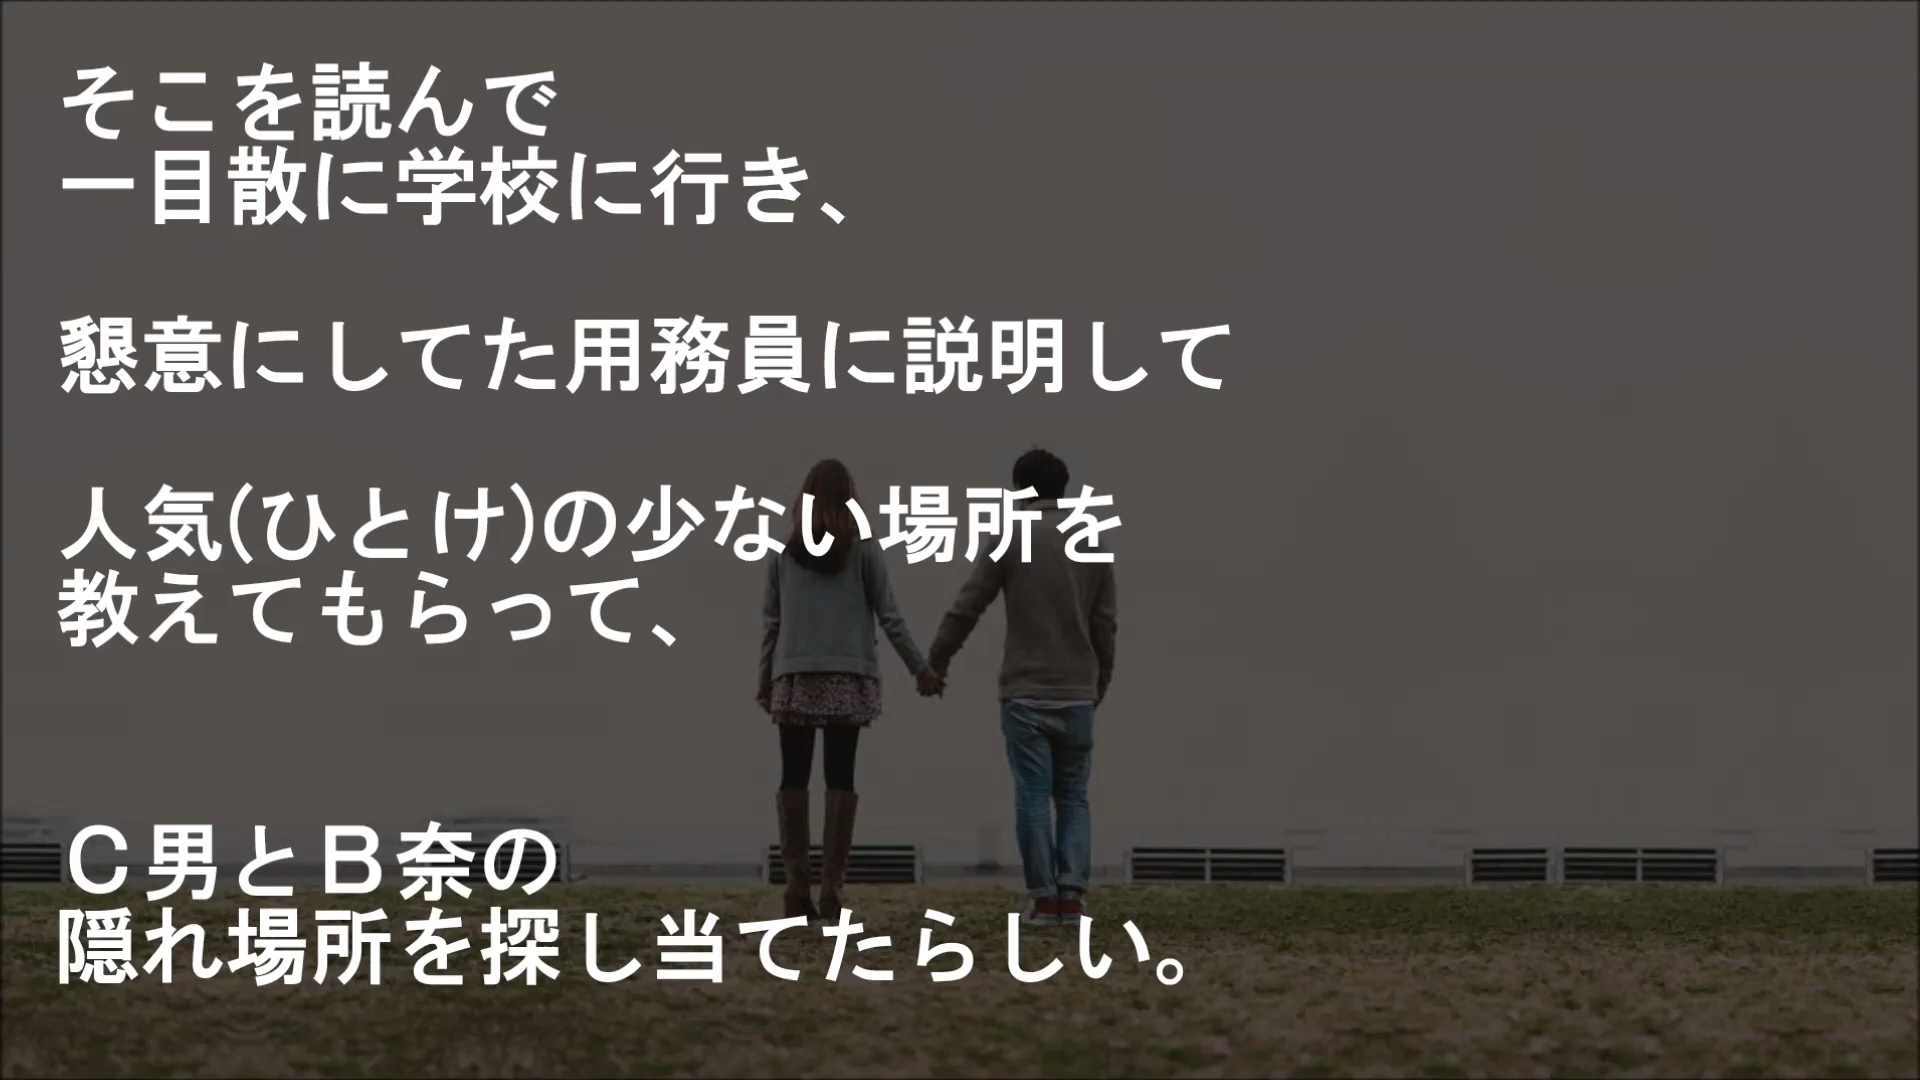 そこを読んで
一目散に学校に行き、
懇意にしてた用務員に説明して
人気(ひとけ)の少ない場所を
教えてもらって、
Ｃ男とＢ奈の
隠れ場所を探し当てたらしい。